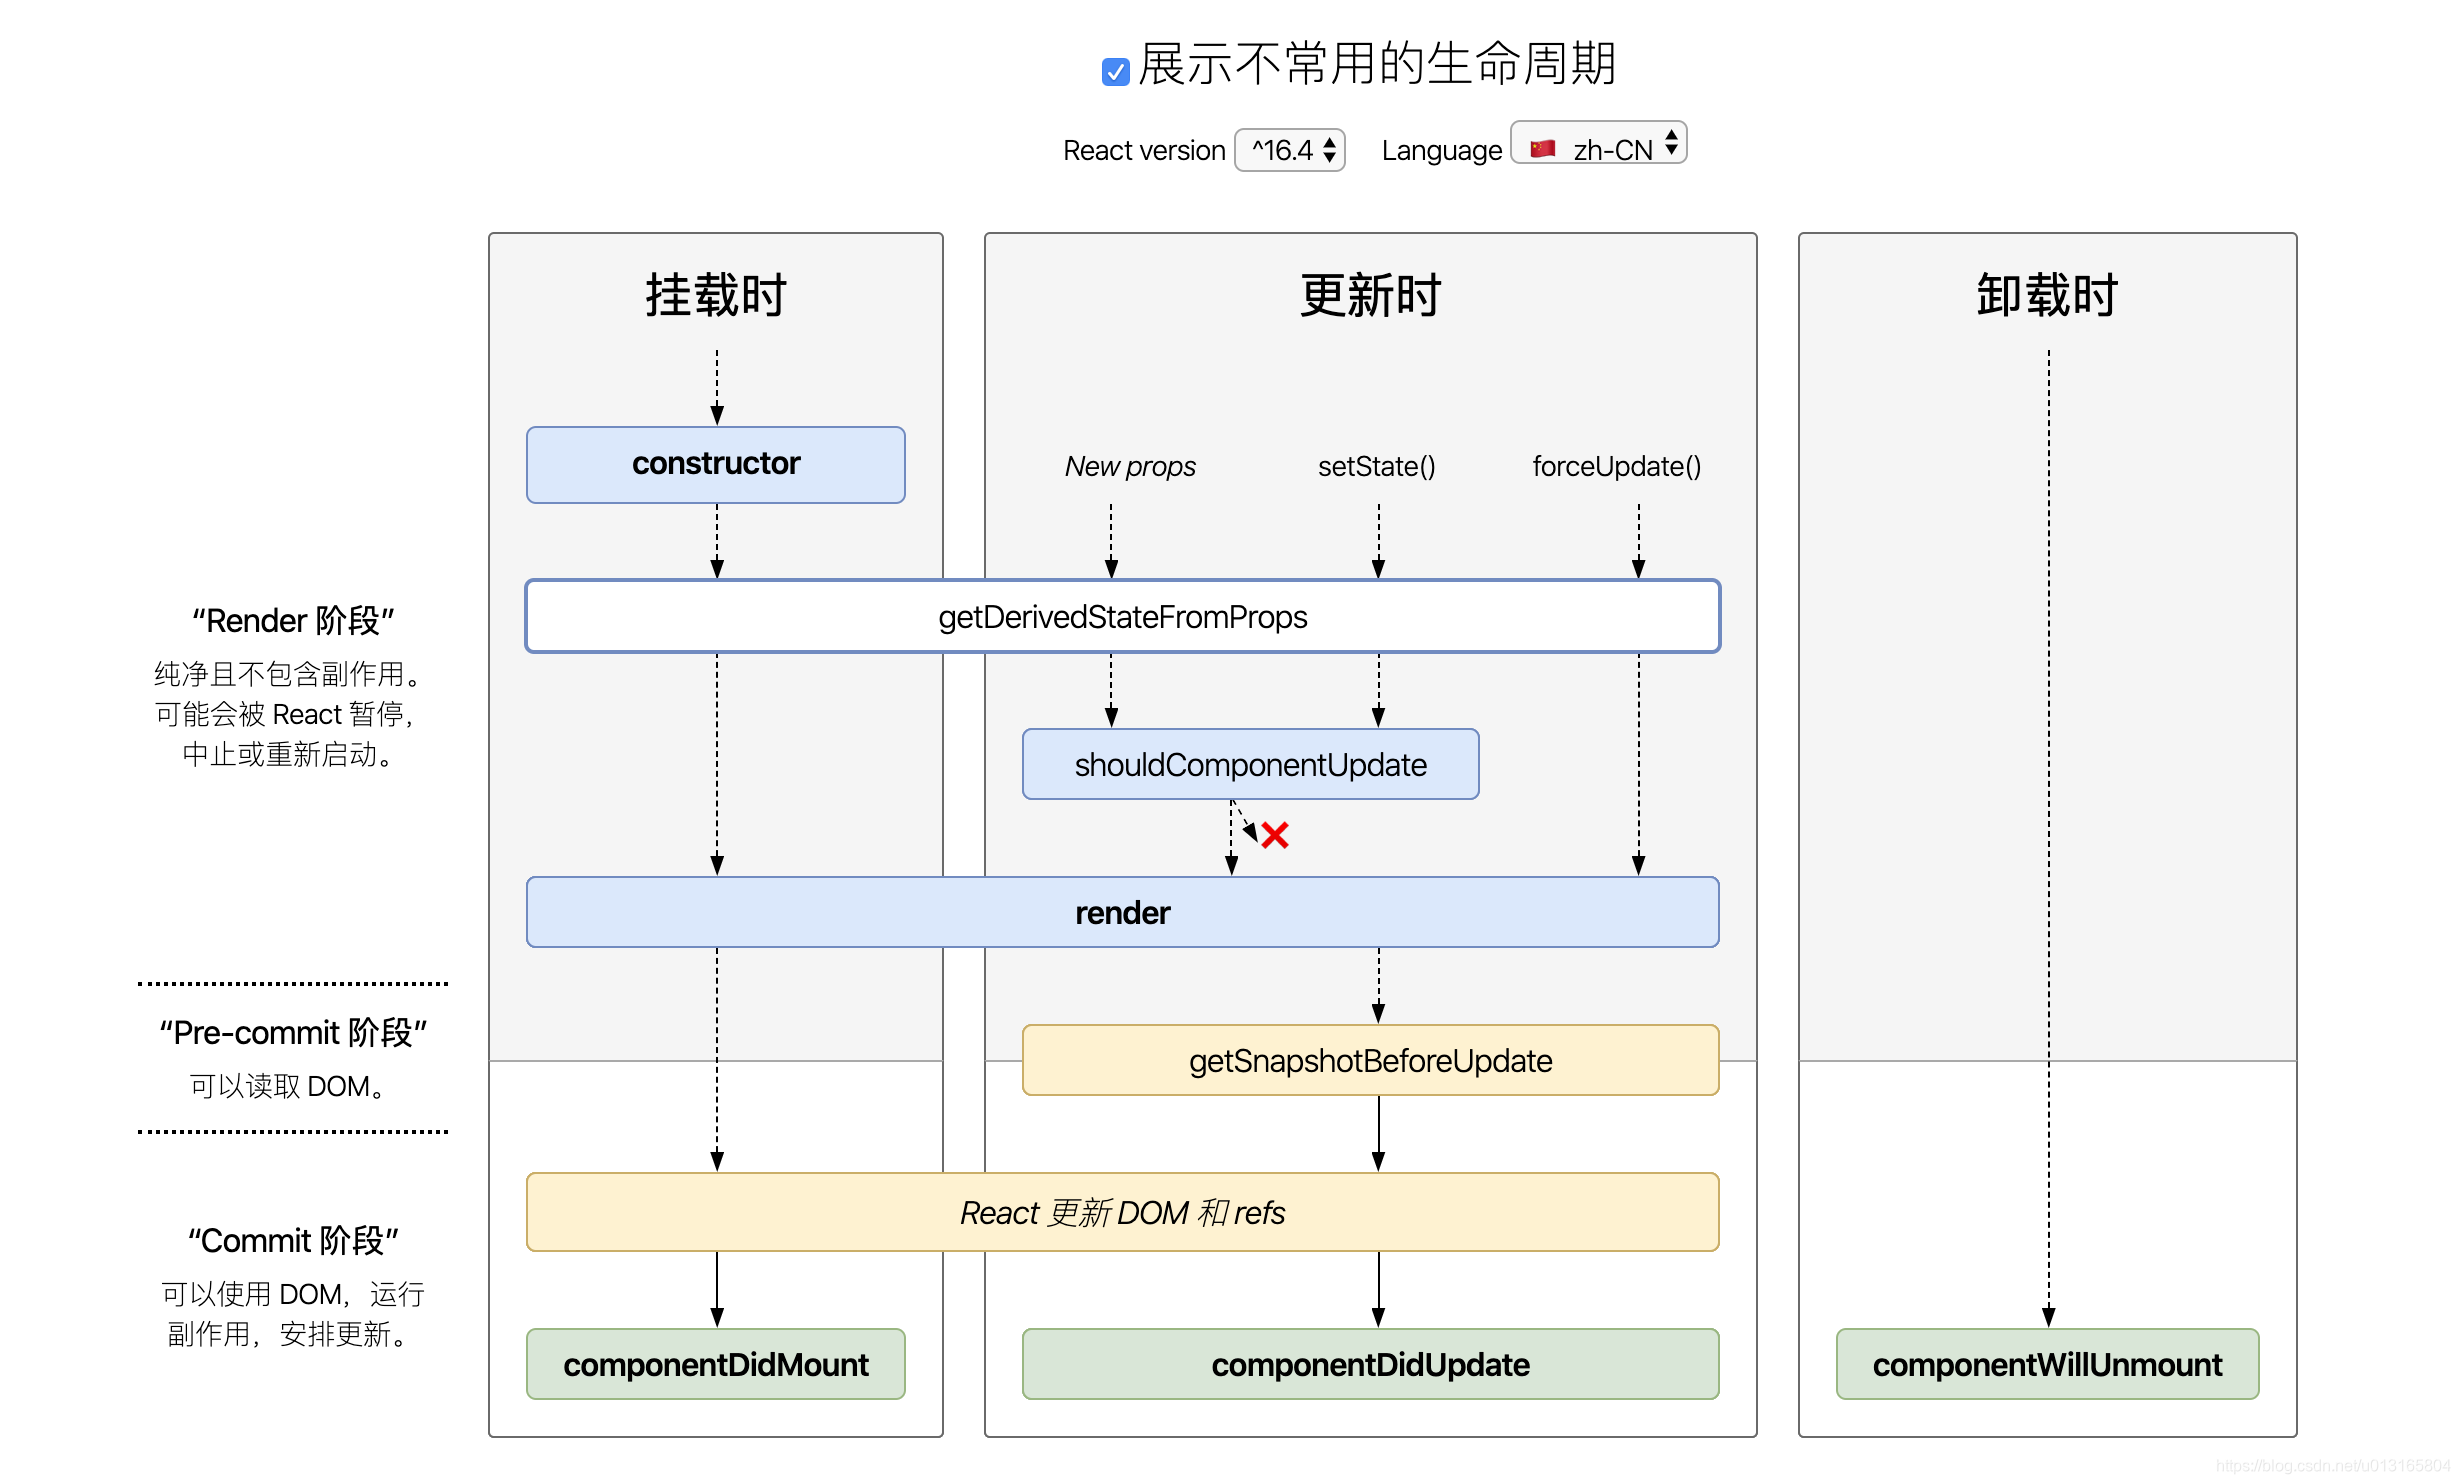 展示不常用的生命周期
React version ^16.4 Language 🇨🇳 zh-CN
挂载时
更新时
卸载时
constructor
New props
setState()
forceUpdate()
getDerivedStateFromProps
“Render 阶段”
纯净且不包含副作用。
可能会被 React 暂停，
中止或重新启动。
shouldComponentUpdate
render
“Pre-commit 阶段”
可以读取 DOM。
getSnapshotBeforeUpdate
React 更新 DOM 和 refs
“Commit 阶段”
可以使用 DOM，运行
副作用，安排更新。
componentDidMount
componentDidUpdate
componentWillUnmount
https://blog.csdn.net/u013165804